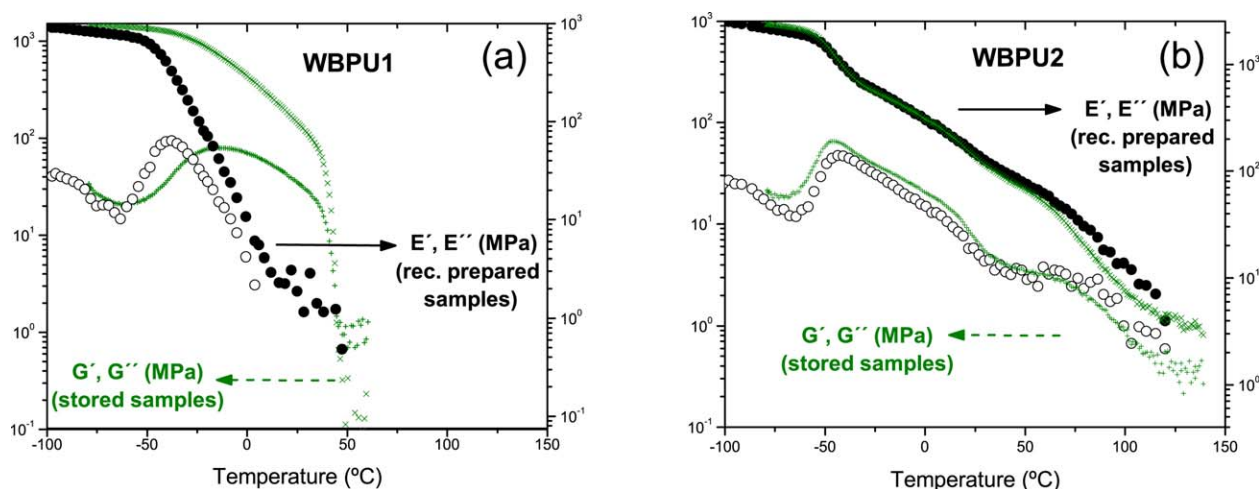 10³
10²
10¹
10⁰
10⁻¹
10³
10²
10¹
10⁰
10⁻¹
-100
-50
0
50
100
150
Temperature (ºC)
WBPU1
(a)
E´, E´´ (MPa)
(rec. prepared
samples)
G´, G´´ (MPa)
(stored samples)
10³
10²
10¹
10⁰
10⁻¹
10³
10²
10¹
10⁰
-100
-50
0
50
100
150
Temperature (ºC)
WBPU2
(b)
E´, E´´ (MPa)
(rec. prepared
samples)
G´, G´´ (MPa)
(stored samples)